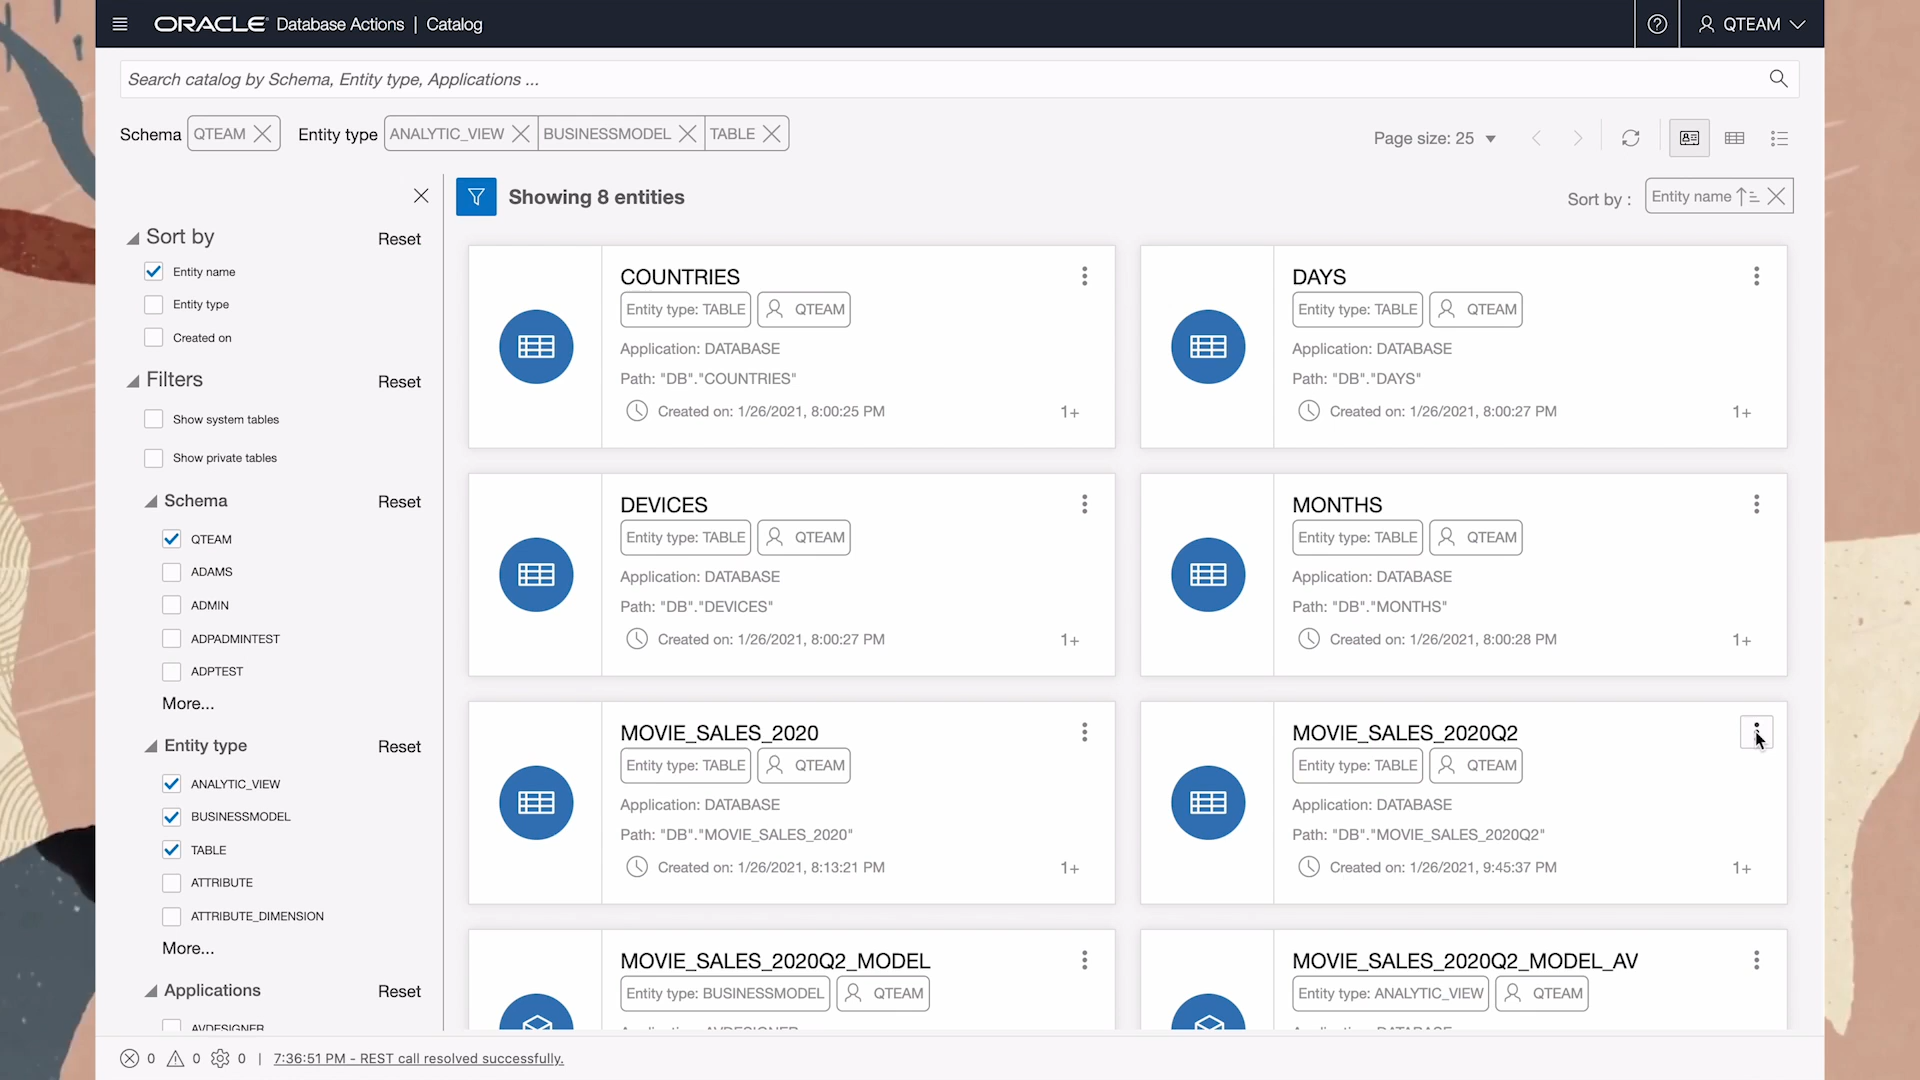 ORACLE Database Actions | Catalog
QTEAM
Search catalog by Schema, Entity type, Applications ...
Schema QTEAM Entity type ANALYTIC_VIEW BUSINESSMODEL TABLE
Page size: 25
Showing 8 entities
Sort by : Entity name
Sort by Reset
Entity name
Entity type
Created on
Filters Reset
Show system tables
Show private tables
Schema Reset
QTEAM
ADAMS
ADMIN
ADPADMINTEST
ADPTEST
More...
Entity type Reset
ANALYTIC_VIEW
BUSINESSMODEL
TABLE
ATTRIBUTE
ATTRIBUTE_DIMENSION
More...
Applications Reset
AVDESIGNER
COUNTRIES
Entity type: TABLE QTEAM
Application: DATABASE
Path: "DB"."COUNTRIES"
Created on: 1/26/2021, 8:00:25 PM 1+
DAYS
Entity type: TABLE QTEAM
Application: DATABASE
Path: "DB"."DAYS"
Created on: 1/26/2021, 8:00:27 PM 1+
DEVICES
Entity type: TABLE QTEAM
Application: DATABASE
Path: "DB"."DEVICES"
Created on: 1/26/2021, 8:00:27 PM 1+
MONTHS
Entity type: TABLE QTEAM
Application: DATABASE
Path: "DB"."MONTHS"
Created on: 1/26/2021, 8:00:28 PM 1+
MOVIE_SALES_2020
Entity type: TABLE QTEAM
Application: DATABASE
Path: "DB"."MOVIE_SALES_2020"
Created on: 1/26/2021, 8:13:21 PM 1+
MOVIE_SALES_2020Q2
Entity type: TABLE QTEAM
Application: DATABASE
Path: "DB"."MOVIE_SALES_2020Q2"
Created on: 1/26/2021, 9:45:37 PM 1+
MOVIE_SALES_2020Q2_MODEL
Entity type: BUSINESSMODEL QTEAM
Application: AVDESIGNER
MOVIE_SALES_2020Q2_MODEL_AV
Entity type: ANALYTIC_VIEW QTEAM
Application: DATABASE
0 0 0 | 7:36:51 PM - REST call resolved successfully.